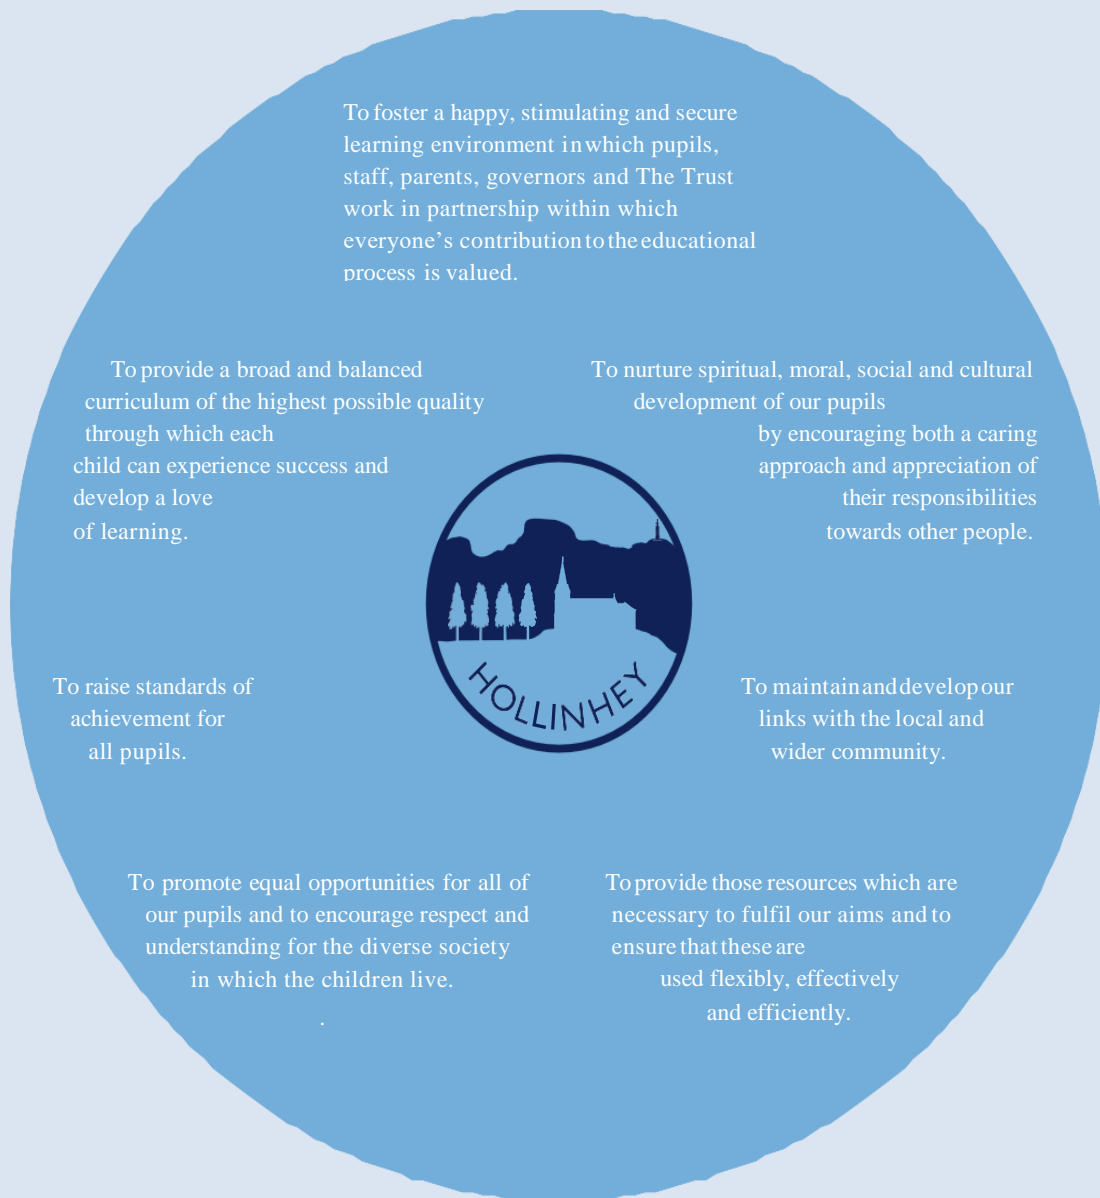 To foster a happy, stimulating and secure
learning environment in which pupils,
staff, parents, governors and The Trust
work in partnership within which
everyone’s contribution to the educational
process is valued.
To provide a broad and balanced
curriculum of the highest possible quality
through which each
child can experience success and
develop a love
of learning.
To nurture spiritual, moral, social and cultural
development of our pupils
by encouraging both a caring
approach and appreciation of
their responsibilities
towards other people.
HOLLINHEY
To raise standards of
achievement for
all pupils.
To maintain and develop our
links with the local and
wider community.
To promote equal opportunities for all of
our pupils and to encourage respect and
understanding for the diverse society
in which the children live.
.
To provide those resources which are
necessary to fulfil our aims and to
ensure that these are
used flexibly, effectively
and efficiently.